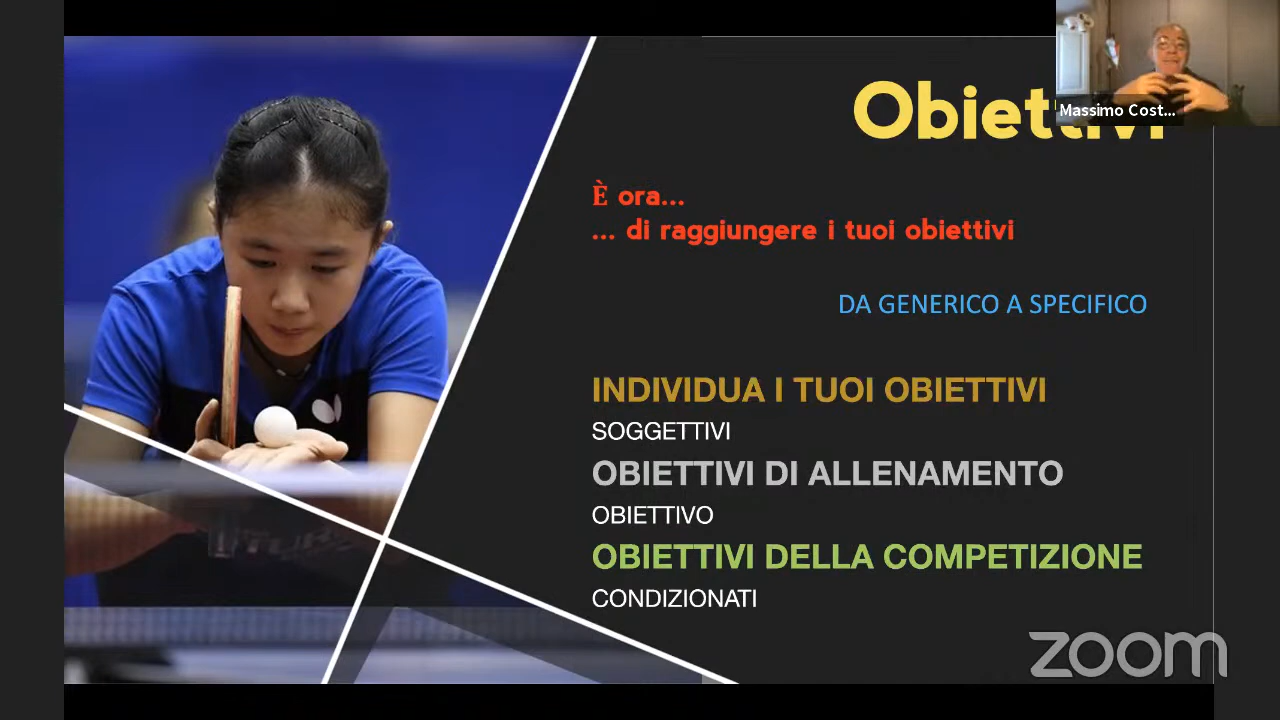 Obiettivi
Massimo Cost...
È ora...
... di raggiungere i tuoi obiettivi
DA GENERICO A SPECIFICO
INDIVIDUA I TUOI OBIETTIVI
SOGGETTIVI
OBIETTIVI DI ALLENAMENTO
OBIETTIVO
OBIETTIVI DELLA COMPETIZIONE
CONDIZIONATI
zoom